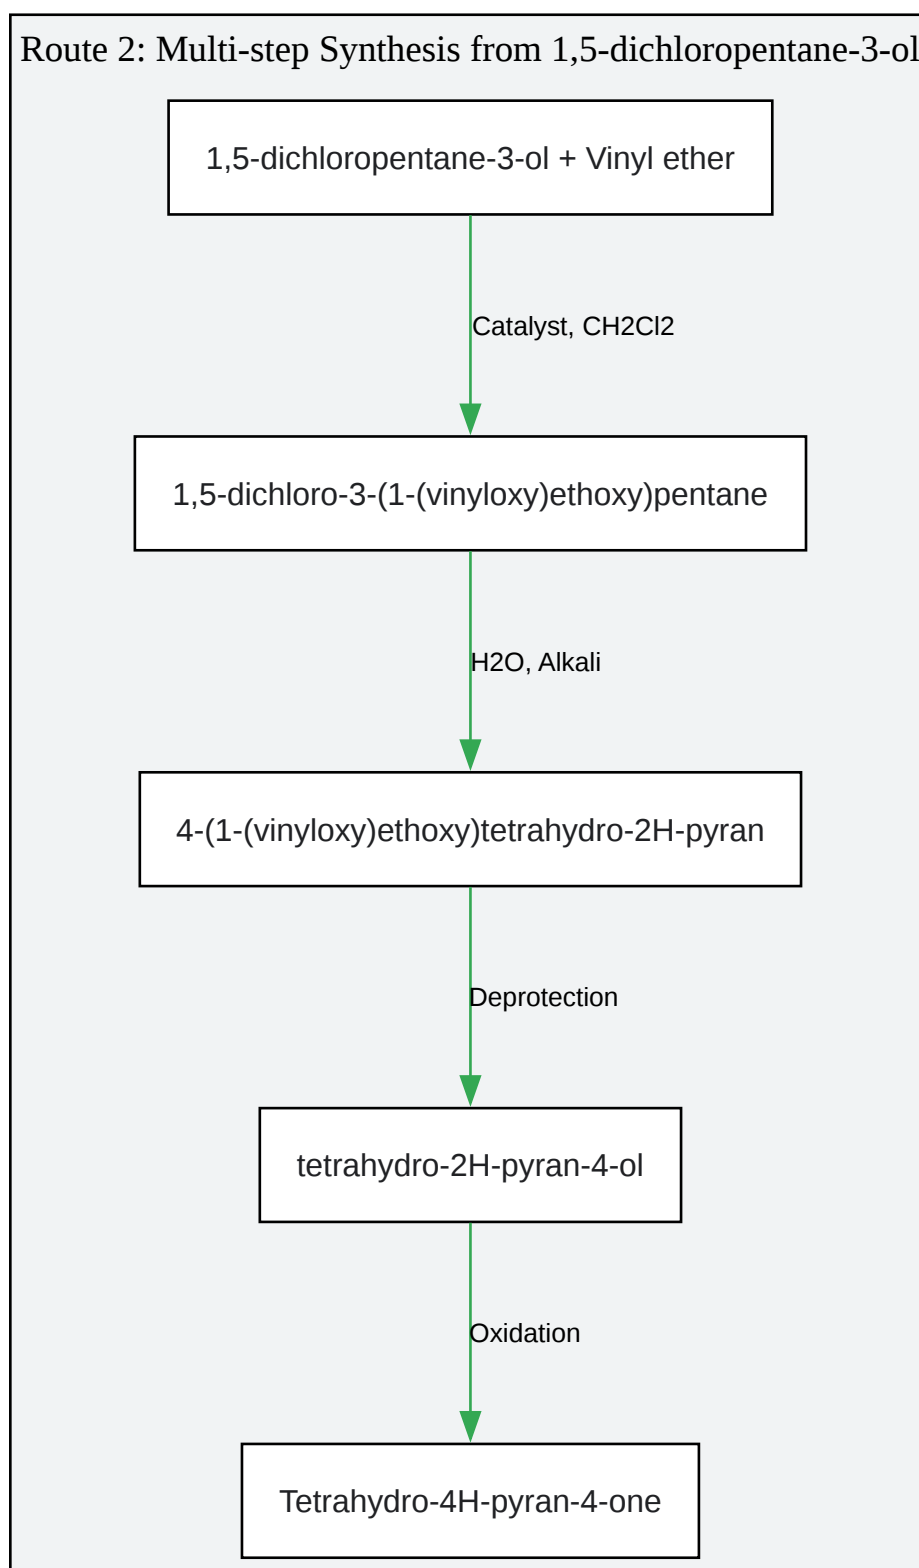 Route 2: Multi-step Synthesis from 1,5-dichloropentane-3-ol
1,5-dichloropentane-3-ol + Vinyl ether
Catalyst, CH2Cl2
1,5-dichloro-3-(1-(vinyloxy)ethoxy)pentane
H2O, Alkali
4-(1-(vinyloxy)ethoxy)tetrahydro-2H-pyran
Deprotection
tetrahydro-2H-pyran-4-ol
Oxidation
Tetrahydro-4H-pyran-4-one